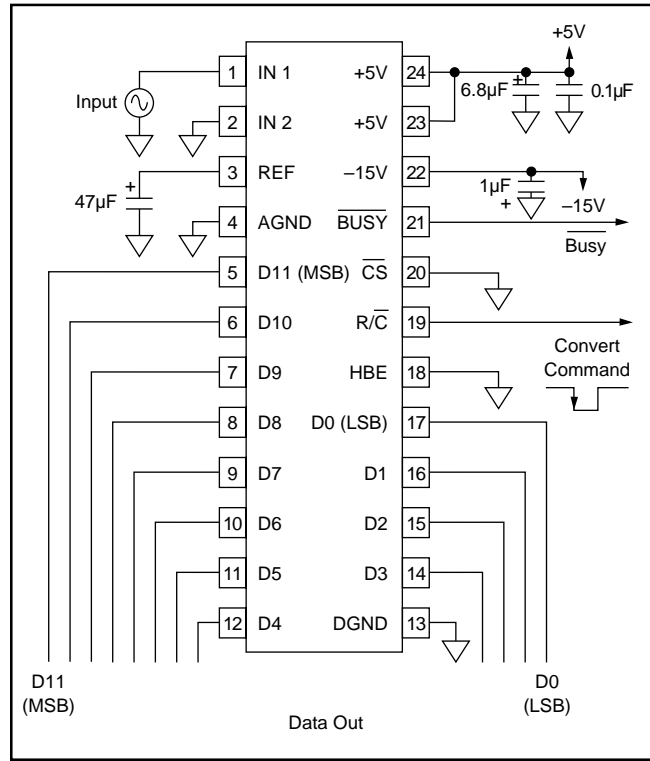 +5V
1 IN 1 +5V 24
6.8µF + 0.1µF
Input
2 IN 2 +5V 23
3 REF –15V 22
+
47µF
1µF
+
–15V
4 AGND B̅U̅S̅Y̅ 21
B̅u̅s̅y̅
5 D11 (MSB) C̅S̅ 20
6 D10 R/C̅ 19
Convert
Command
7 D9 HBE 18
8 D8 D0 (LSB) 17
9 D7 D1 16
10 D6 D2 15
11 D5 D3 14
12 D4 DGND 13
D11
(MSB)
D0
(LSB)
Data Out